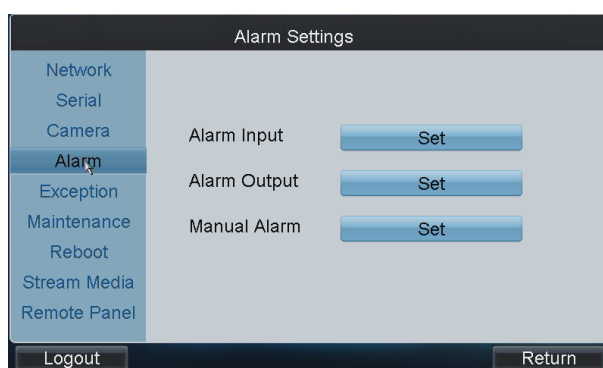 Alarm Settings
Network
Serial
Camera
Alarm
Exception
Maintenance
Reboot
Stream Media
Remote Panel
Alarm Input Set
Alarm Output Set
Manual Alarm Set
Logout Return